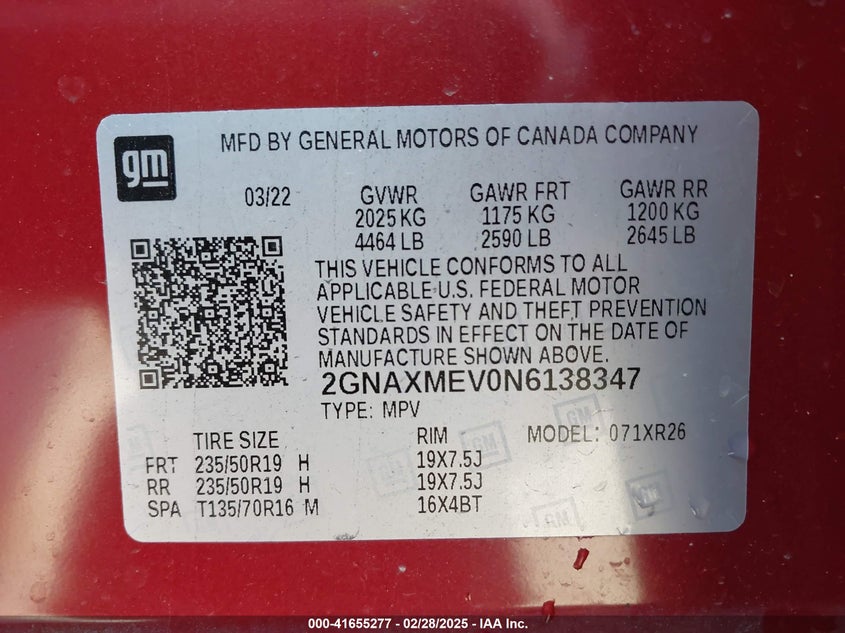 gm
MFD BY GENERAL MOTORS OF CANADA COMPANY
03/22 GVWR GAWR FRT GAWR RR
2025 KG 1175 KG 1200 KG
4464 LB 2590 LB 2645 LB
THIS VEHICLE CONFORMS TO ALL
APPLICABLE U.S. FEDERAL MOTOR
VEHICLE SAFETY AND THEFT PREVENTION
STANDARDS IN EFFECT ON THE DATE OF
MANUFACTURE SHOWN ABOVE.
2GNAXMEV0N6138347
TYPE: MPV
TIRE SIZE RIM MODEL: 071XR26
FRT 235/50R19 H 19X7.5J
RR 235/50R19 H 19X7.5J
SPA T135/70R16 M 16X4BT
GM
GM
GM
GM
000-41655277 - 02/28/2025 - IAA Inc.